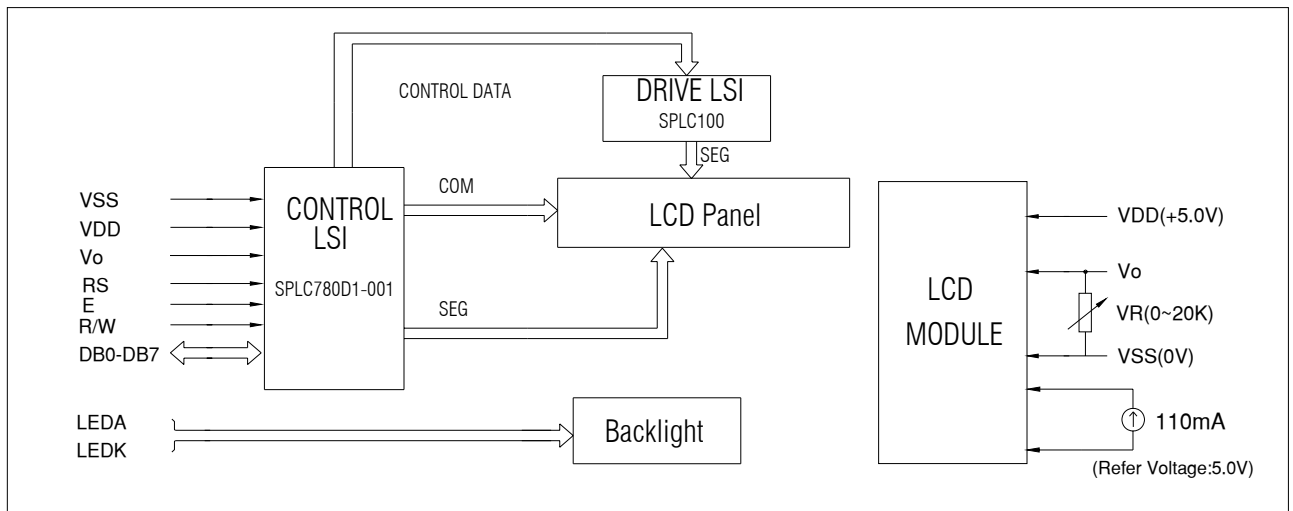 CONTROL DATA
DRIVE LSI
SPLC100
SEG
COM
LCD Panel
VSS
VDD
Vo
RS
E
R/W
DB0-DB7
CONTROL
LSI
SPLC780D1-001
SEG
LEDA
LEDK
Backlight
LCD
MODULE
VDD(+5.0V)
Vo
VR(0~20K)
VSS(0V)
110mA
(Refer Voltage:5.0V)